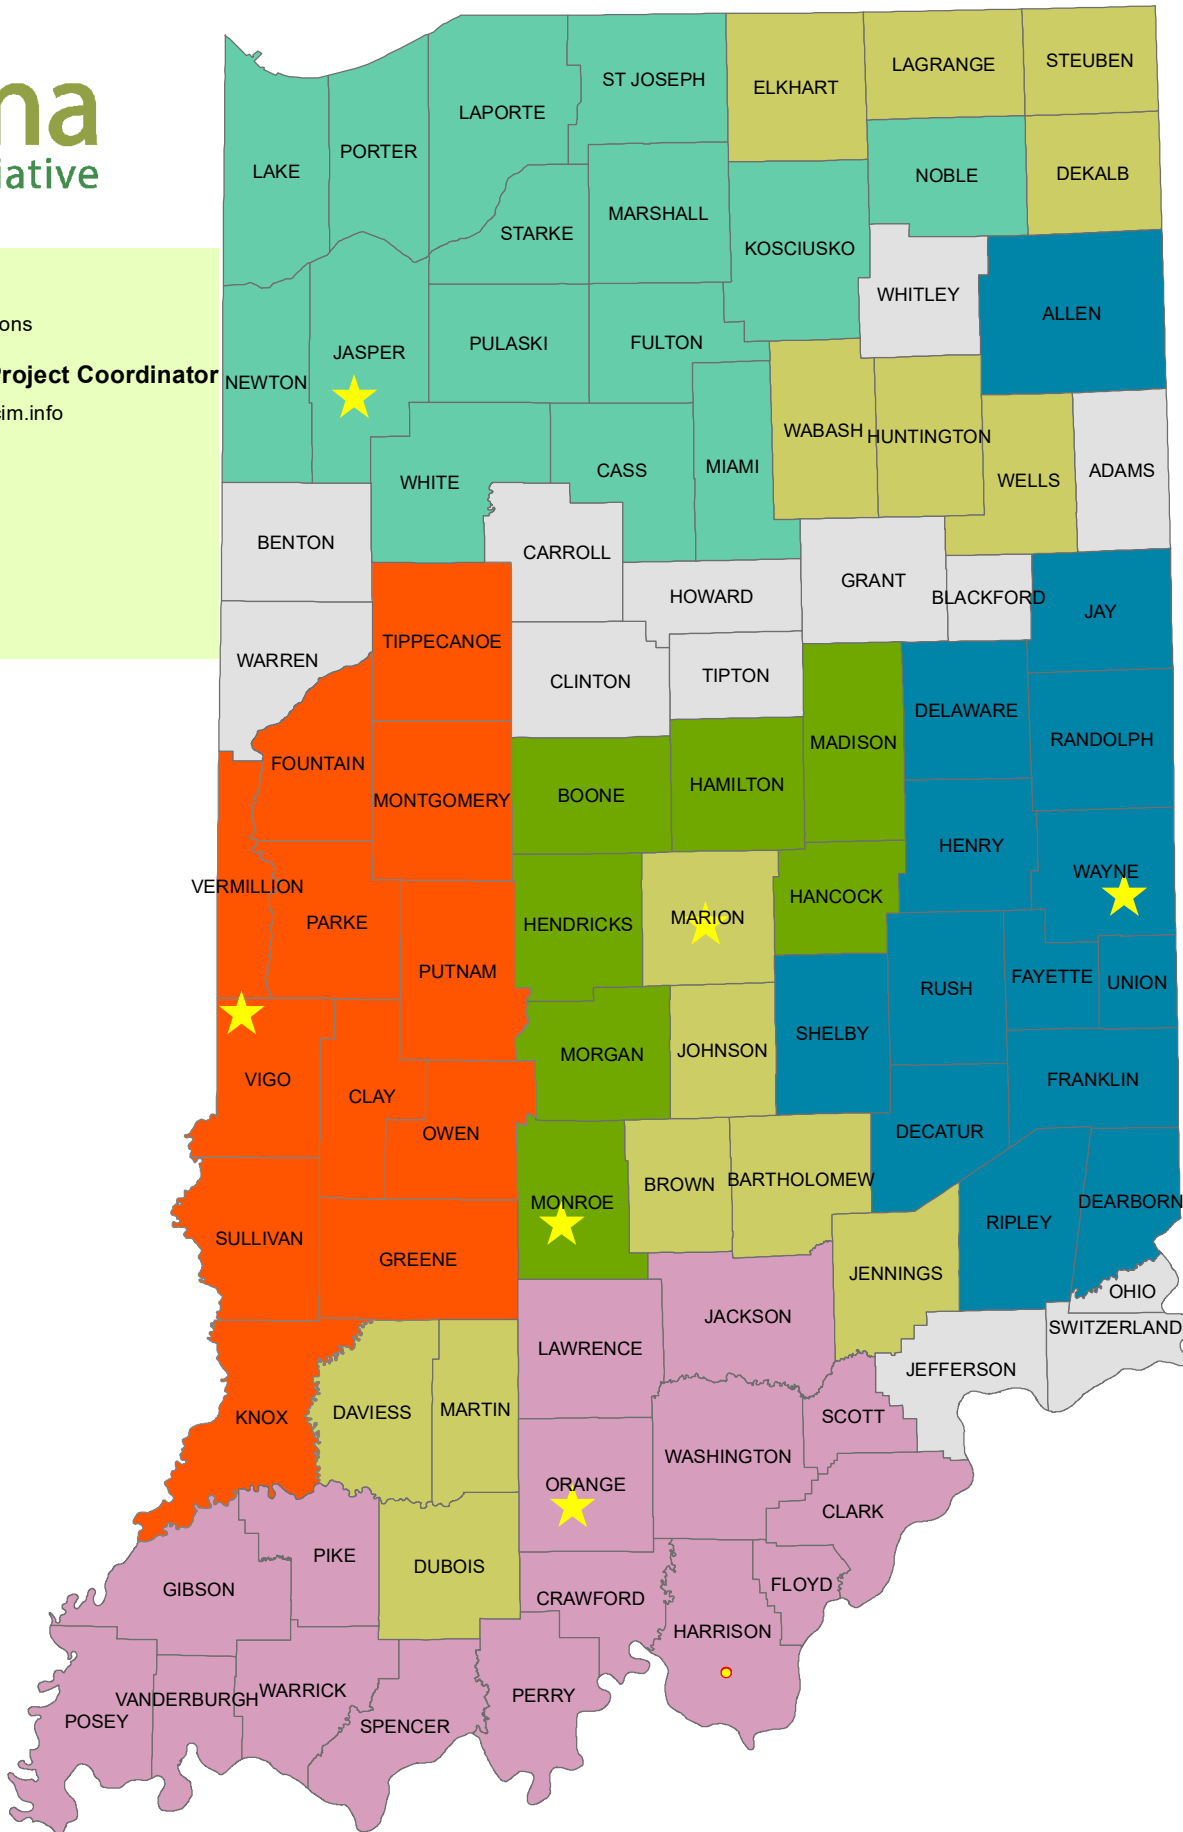 na
iative
ons
Project Coordinator
im.info
STEUBEN
LAGRANGE
ST JOSEPH
ELKHART
LAPORTE
PORTER
LAKE
NOBLE
DEKALB
MARSHALL
STARKE
KOSCIUSKO
WHITLEY
ALLEN
PULASKI
FULTON
JASPER
NEWTON
WABASH
HUNTINGTON
MIAMI
CASS
WHITE
WELLS
ADAMS
BENTON
CARROLL
GRANT
HOWARD
BLACKFORD
JAY
TIPPECANOE
WARREN
CLINTON
TIPTON
DELAWARE
RANDOLPH
MADISON
FOUNTAIN
HAMILTON
BOONE
MONTGOMERY
HENRY
WAYNE
VERMILLION
HANCOCK
MARION
HENDRICKS
PARKE
PUTNAM
FAYETTE
UNION
RUSH
SHELBY
JOHNSON
MORGAN
VIGO
FRANKLIN
CLAY
OWEN
DECATUR
BARTHOLOMEW
BROWN
DEARBORN
MONROE
RIPLEY
SULLIVAN
GREENE
JENNINGS
OHIO
JACKSON
SWITZERLAND
LAWRENCE
JEFFERSON
KNOX
DAVIESS
MARTIN
SCOTT
WASHINGTON
ORANGE
CLARK
PIKE
DUBOIS
GIBSON
FLOYD
CRAWFORD
HARRISON
WARRICK
PERRY
VANDERBURGH
POSEY
SPENCER